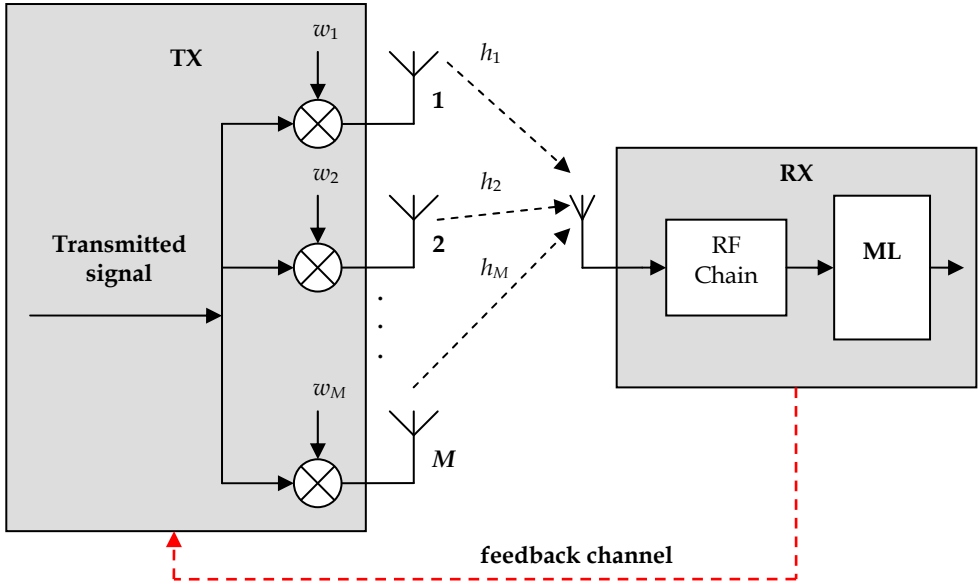 TX
w1
h1
1
w2
h2
2
Transmitted
signal
hM
wM
M
RX
RF
Chain
ML
feedback channel